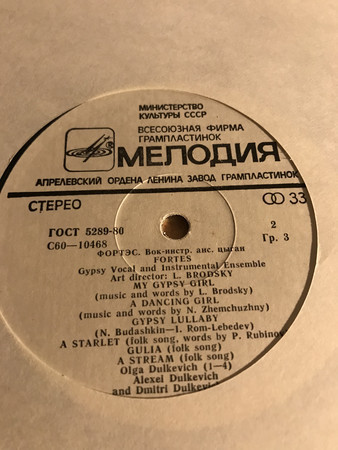 МИНИСТЕРСТВО
КУЛЬТУРЫ СССР
ВСЕСОЮЗНАЯ ФИРМА
ГРАМПЛАСТИНОК
МЕЛОДИЯ
АПРЕЛЕВСКИЙ ОРДЕНА ЛЕНИНА ЗАВОД ГРАМПЛАСТИНОК
СТЕРЕО 33
ГОСТ 5289-80 2
С60—10468 Гр. 3
ФОРТЭС. Вок-инстр. анс. цыган
FORTES
Gypsy Vocal and Instrumental Ensemble
Art director: L. BRODSKY
MY GYPSY GIRL
(music and words by L. Brodsky)
A DANCING GIRL
(music and words by N. Zhemchuzhny)
GYPSY LULLABY
(N. Budashkin—I. Rom-Lebedev)
A STARLET (folk song, words by P. Rubinov
GULIA (folk song)
A STREAM (folk song)
Olga Dulkevich (1—4)
Alexei Dulkevich
and Dmitri Dulkevi